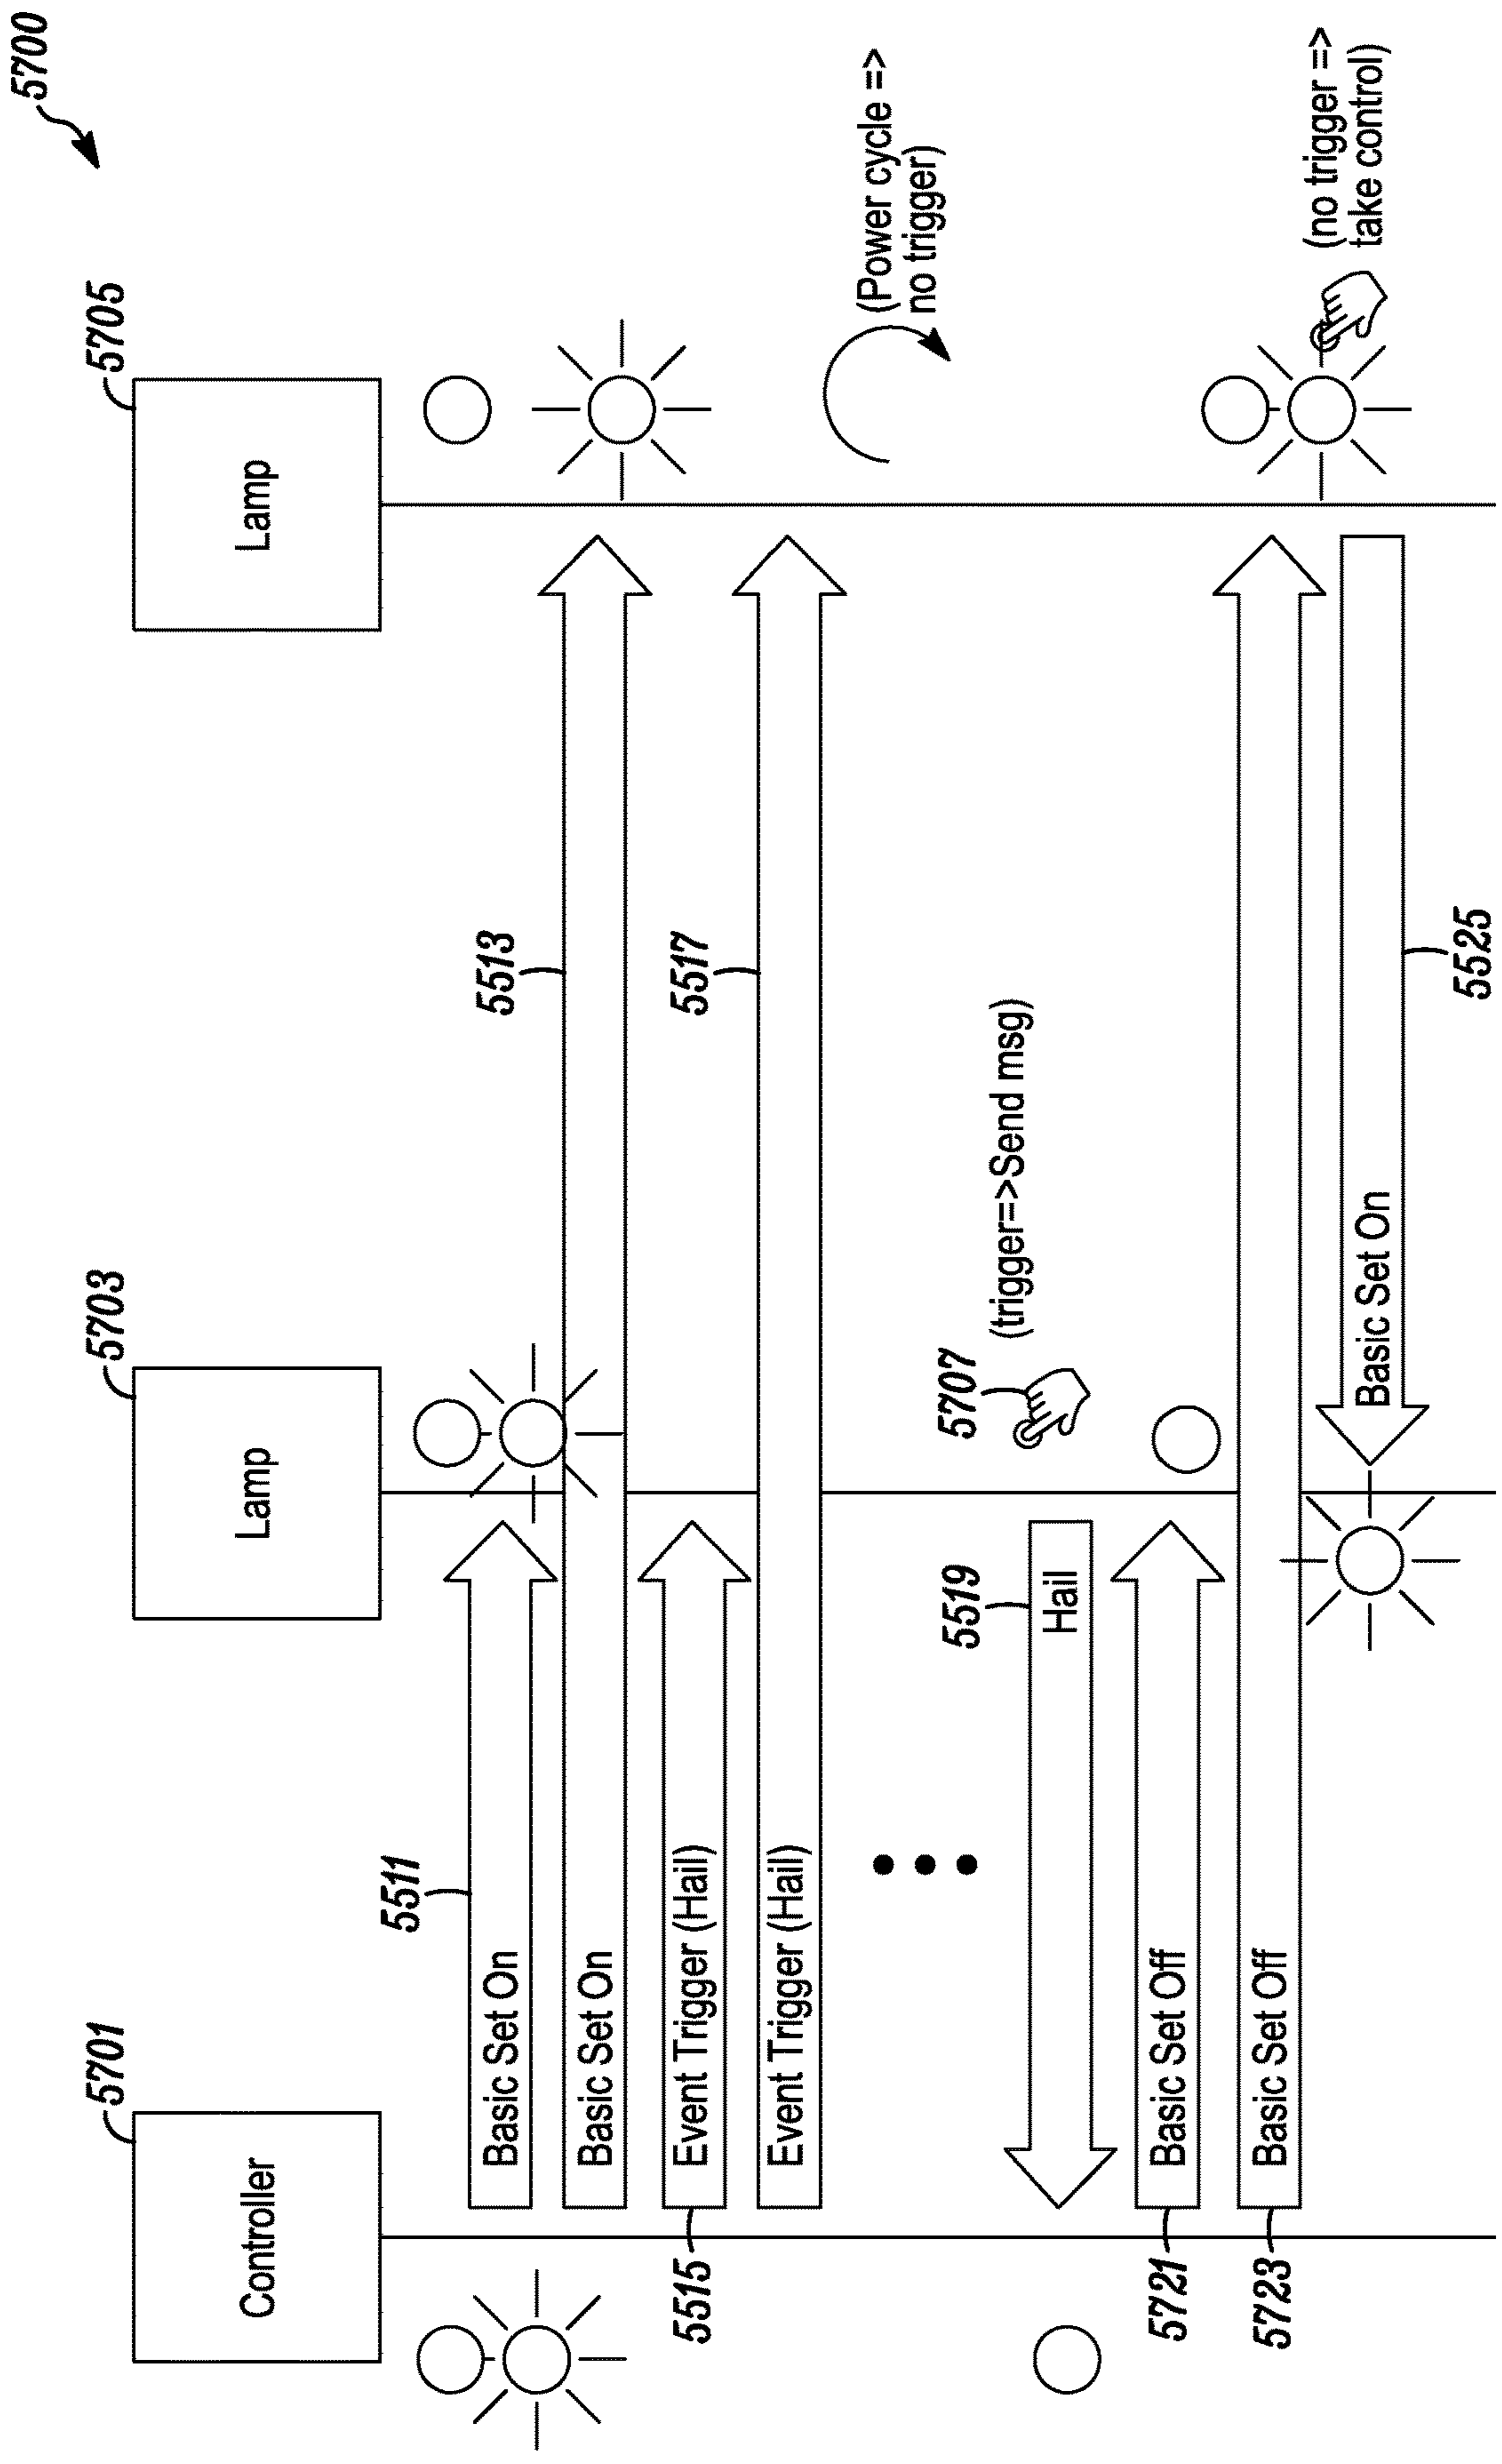 5700
5701
5703
5705
Controller
Lamp
Lamp
5511
Basic Set On
5513
Basic Set On
5515
Event Trigger (Hail)
5517
Event Trigger (Hail)
(Power cycle =>
no trigger)
5707
(trigger=>Send msg)
5519
Hail
5721
Basic Set Off
5723
Basic Set Off
(no trigger =>
take control)
Basic Set On
5525